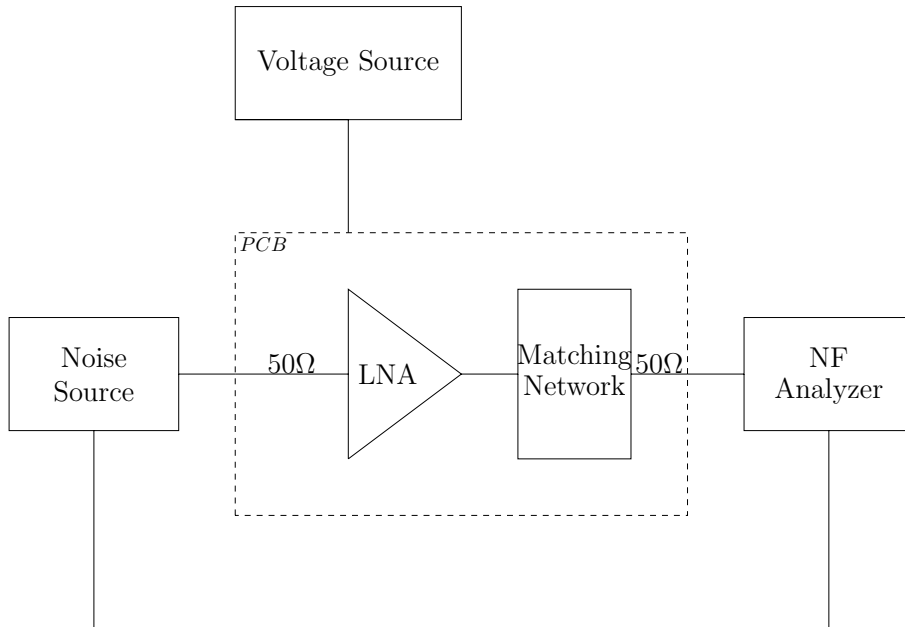 Voltage Source
PCB
Noise
Source
50Ω
LNA
Matching
Network
50Ω
NF
Analyzer